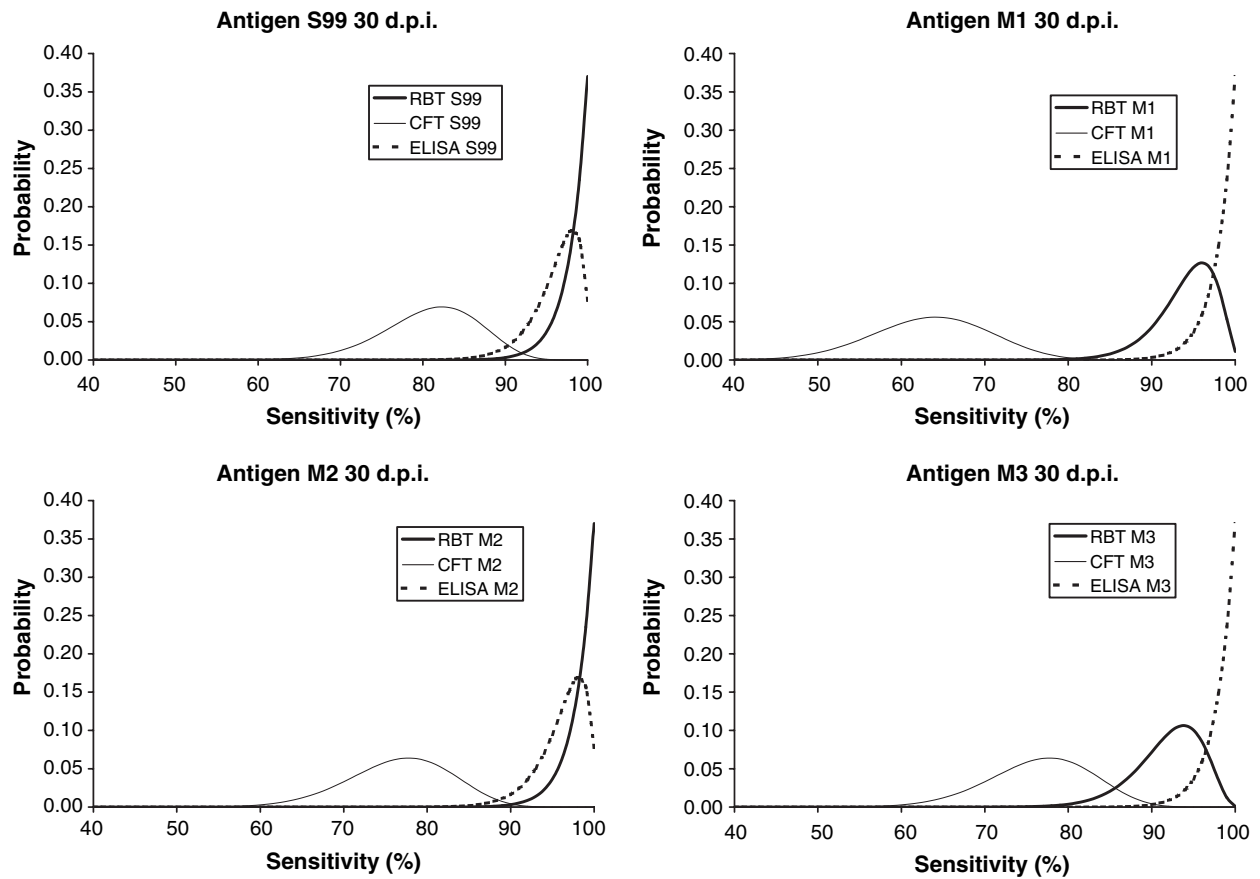 Antigen S99 30 d.p.i.
0.40
0.35
0.30
0.25
0.20
0.15
0.10
0.05
0.00
Probability
RBT S99
CFT S99
ELISA S99
40 50 60 70 80 90 100
Sensitivity (%)
Antigen M1 30 d.p.i.
0.40
0.35
0.30
0.25
0.20
0.15
0.10
0.05
0.00
Probability
RBT M1
CFT M1
ELISA M1
40 50 60 70 80 90 100
Sensitivity (%)
Antigen M2 30 d.p.i.
0.40
0.35
0.30
0.25
0.20
0.15
0.10
0.05
0.00
Probability
RBT M2
CFT M2
ELISA M2
40 50 60 70 80 90 100
Sensitivity (%)
Antigen M3 30 d.p.i.
0.40
0.35
0.30
0.25
0.20
0.15
0.10
0.05
0.00
Probability
RBT M3
CFT M3
ELISA M3
40 50 60 70 80 90 100
Sensitivity (%)